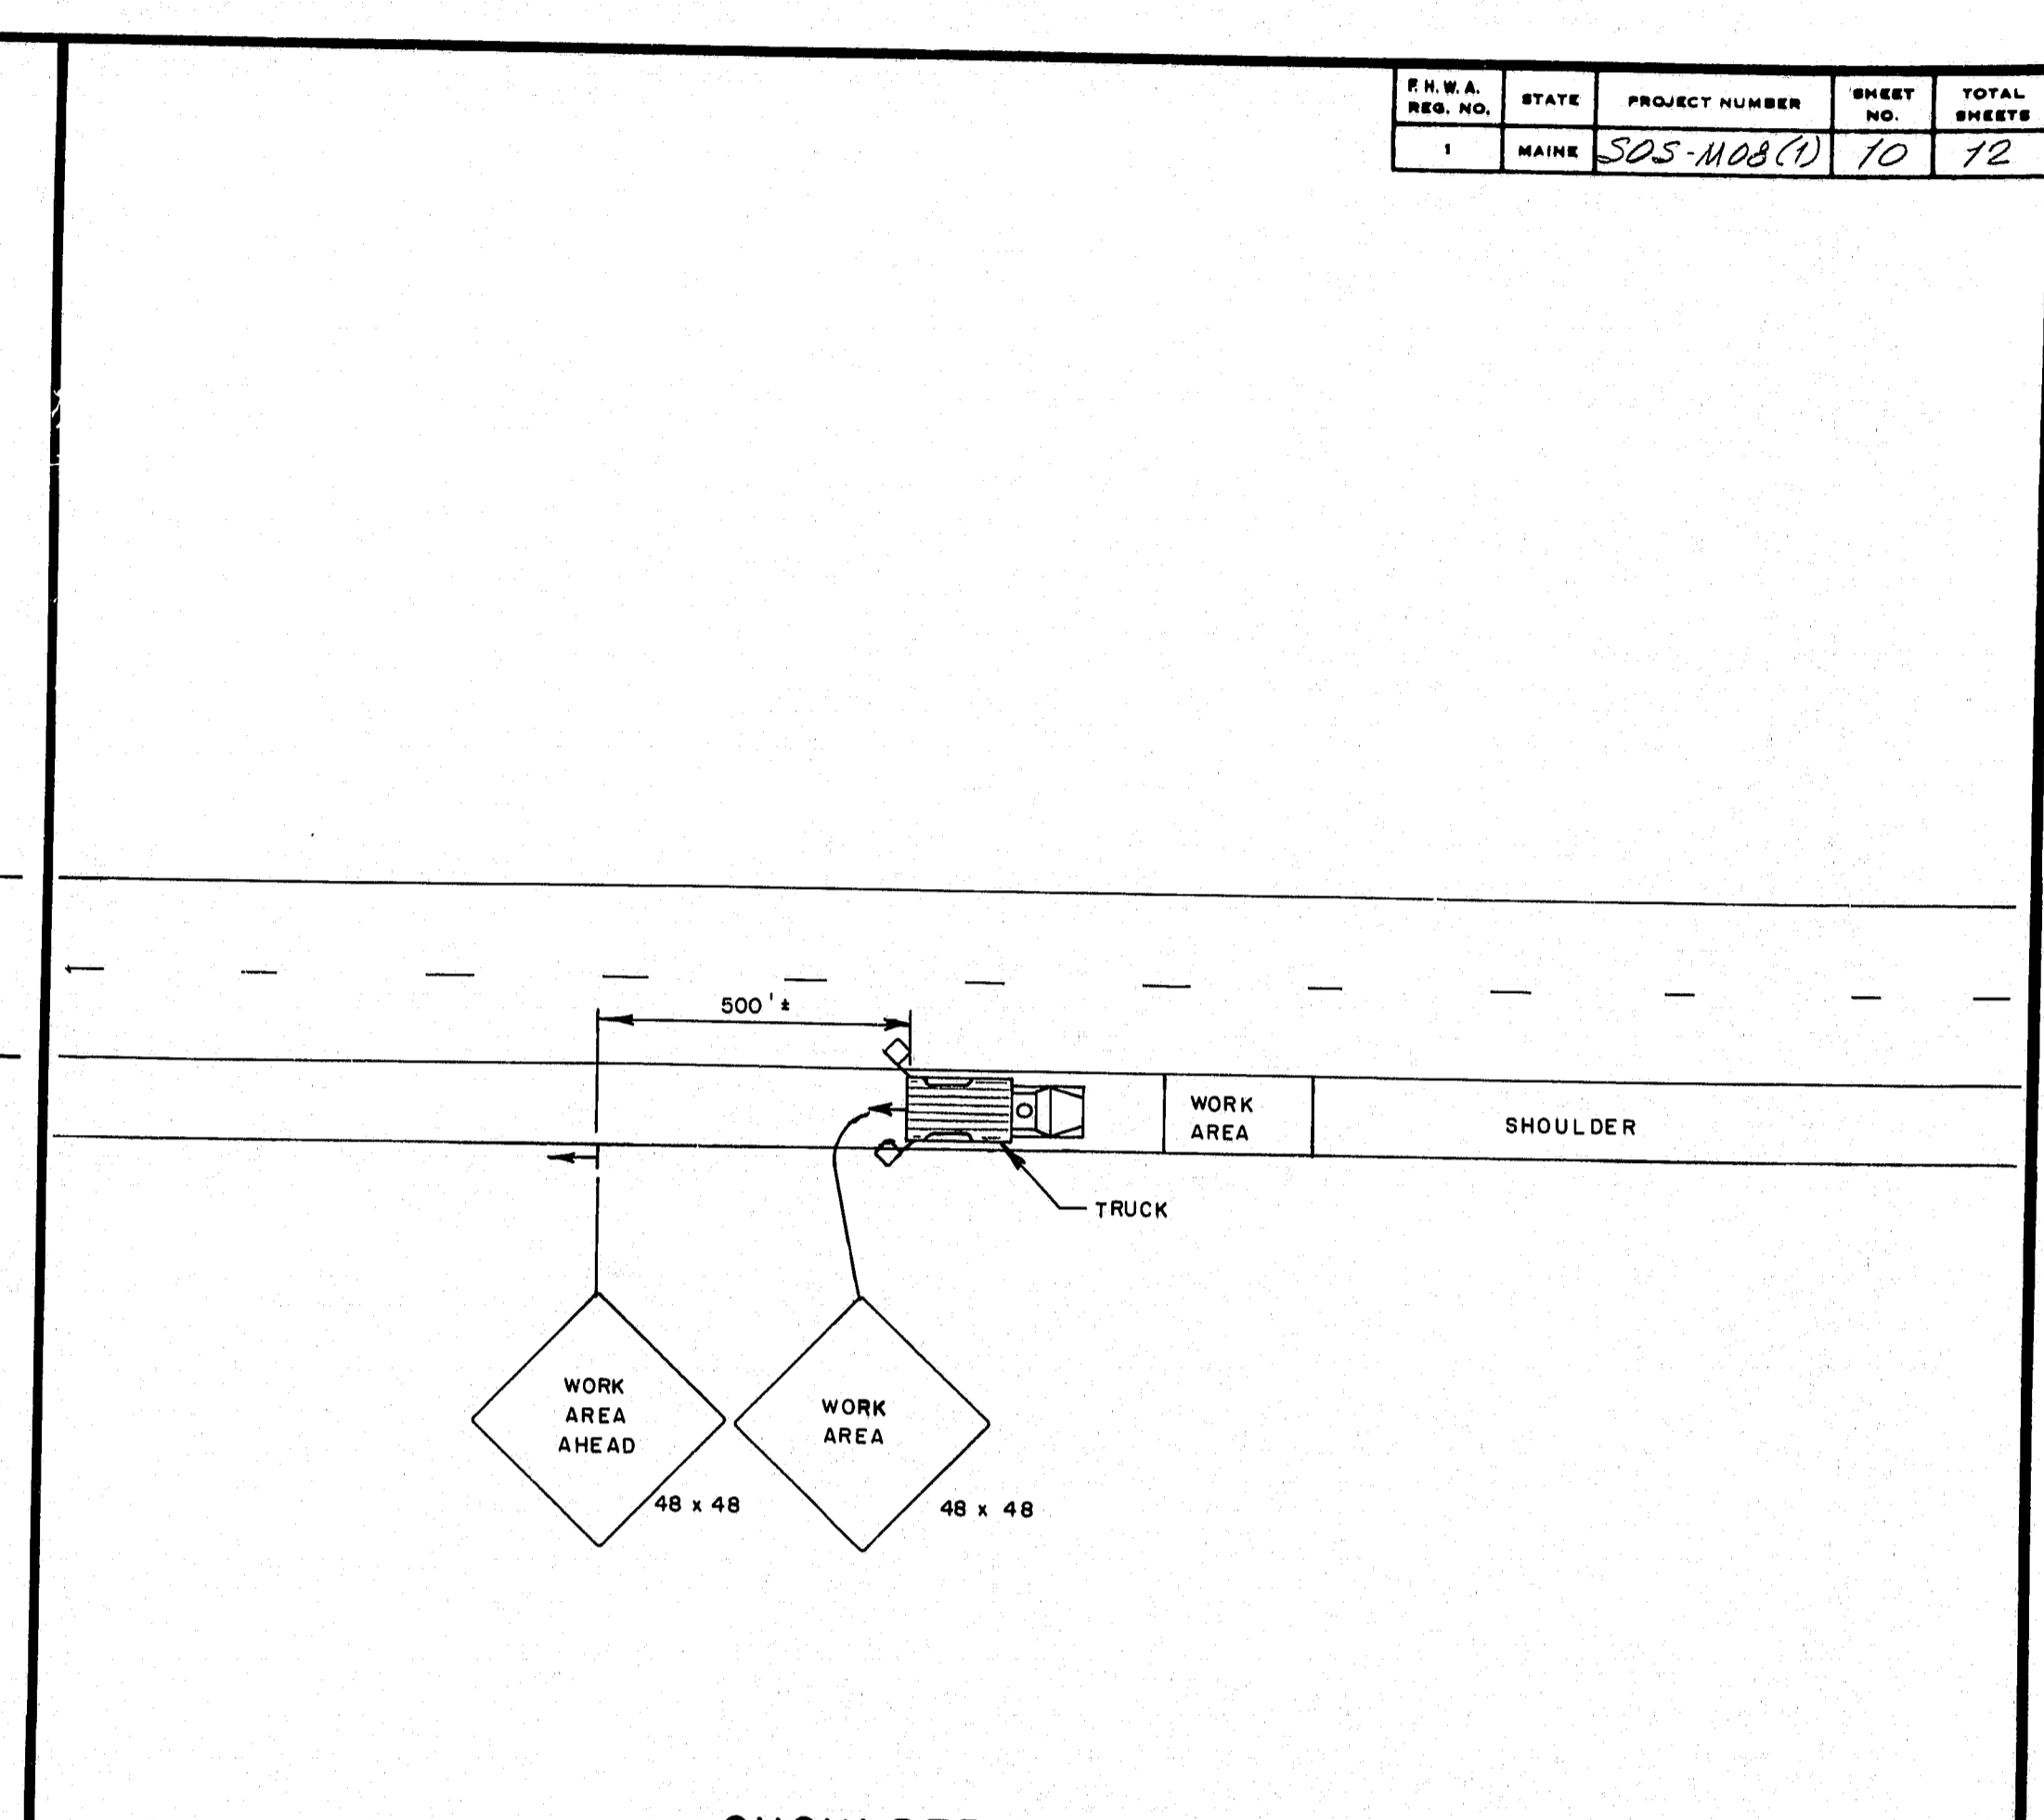 F. H. W. A. REG. NO. STATE PROJECT NUMBER SHEET NO. TOTAL SHEETS
1 MAINE SOS-M08(1) 10 12
500'±
WORK
AREA
SHOULDER
TRUCK
WORK
AREA
AHEAD
48 x 48
WORK
AREA
48 x 48